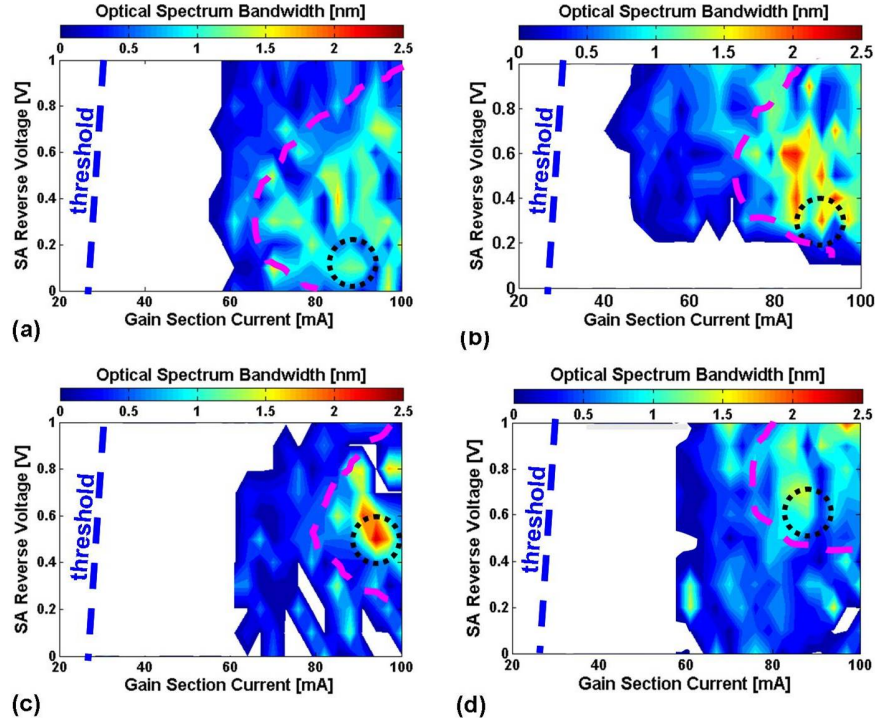 Optical Spectrum Bandwidth [nm]
0 0.5 1 1.5 2 2.5
SA Reverse Voltage [V]
1
0.8
0.6
0.4
0.2
0
threshold
20 40 60 80 100
Gain Section Current [mA]
(a)
Optical Spectrum Bandwidth [nm]
0 0.5 1 1.5 2 2.5
SA Reverse Voltage [V]
1
0.8
0.6
0.4
0.2
0
threshold
20 40 60 80 100
Gain Section Current [mA]
(b)
Optical Spectrum Bandwidth [nm]
0 0.5 1 1.5 2 2.5
SA Reverse Voltage [V]
1
0.8
0.6
0.4
0.2
0
threshold
20 40 60 80 100
Gain Section Current [mA]
(c)
Optical Spectrum Bandwidth [nm]
0 0.5 1 1.5 2 2.5
SA Reverse Voltage [V]
1
0.8
0.6
0.4
0.2
0
threshold
20 40 60 80 100
Gain Section Current [mA]
(d)